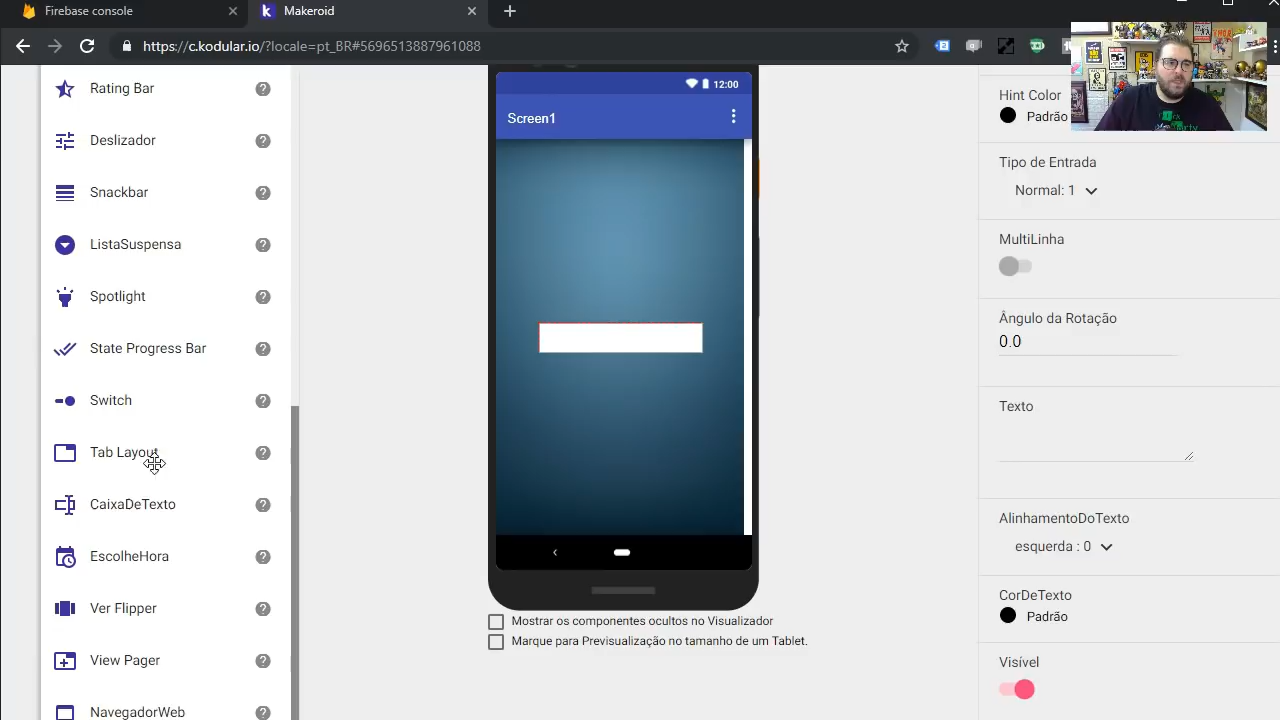 Firebase console
Makeroid
https://c.kodular.io/?locale=pt_BR#5696513887961088
Rating Bar
Deslizador
Snackbar
ListaSuspensa
Spotlight
State Progress Bar
Switch
Tab Layout
CaixaDeTexto
EscolheHora
Ver Flipper
View Pager
NavegadorWeb
12:00
Screen1
Mostrar os componentes ocultos no Visualizador
Marque para Previsualização no tamanho de um Tablet.
Hint Color
Padrão
Tipo de Entrada
Normal: 1
MultiLinha
Ângulo da Rotação
0.0
Texto
AlinhamentoDoTexto
esquerda : 0
CorDeTexto
Padrão
Visível